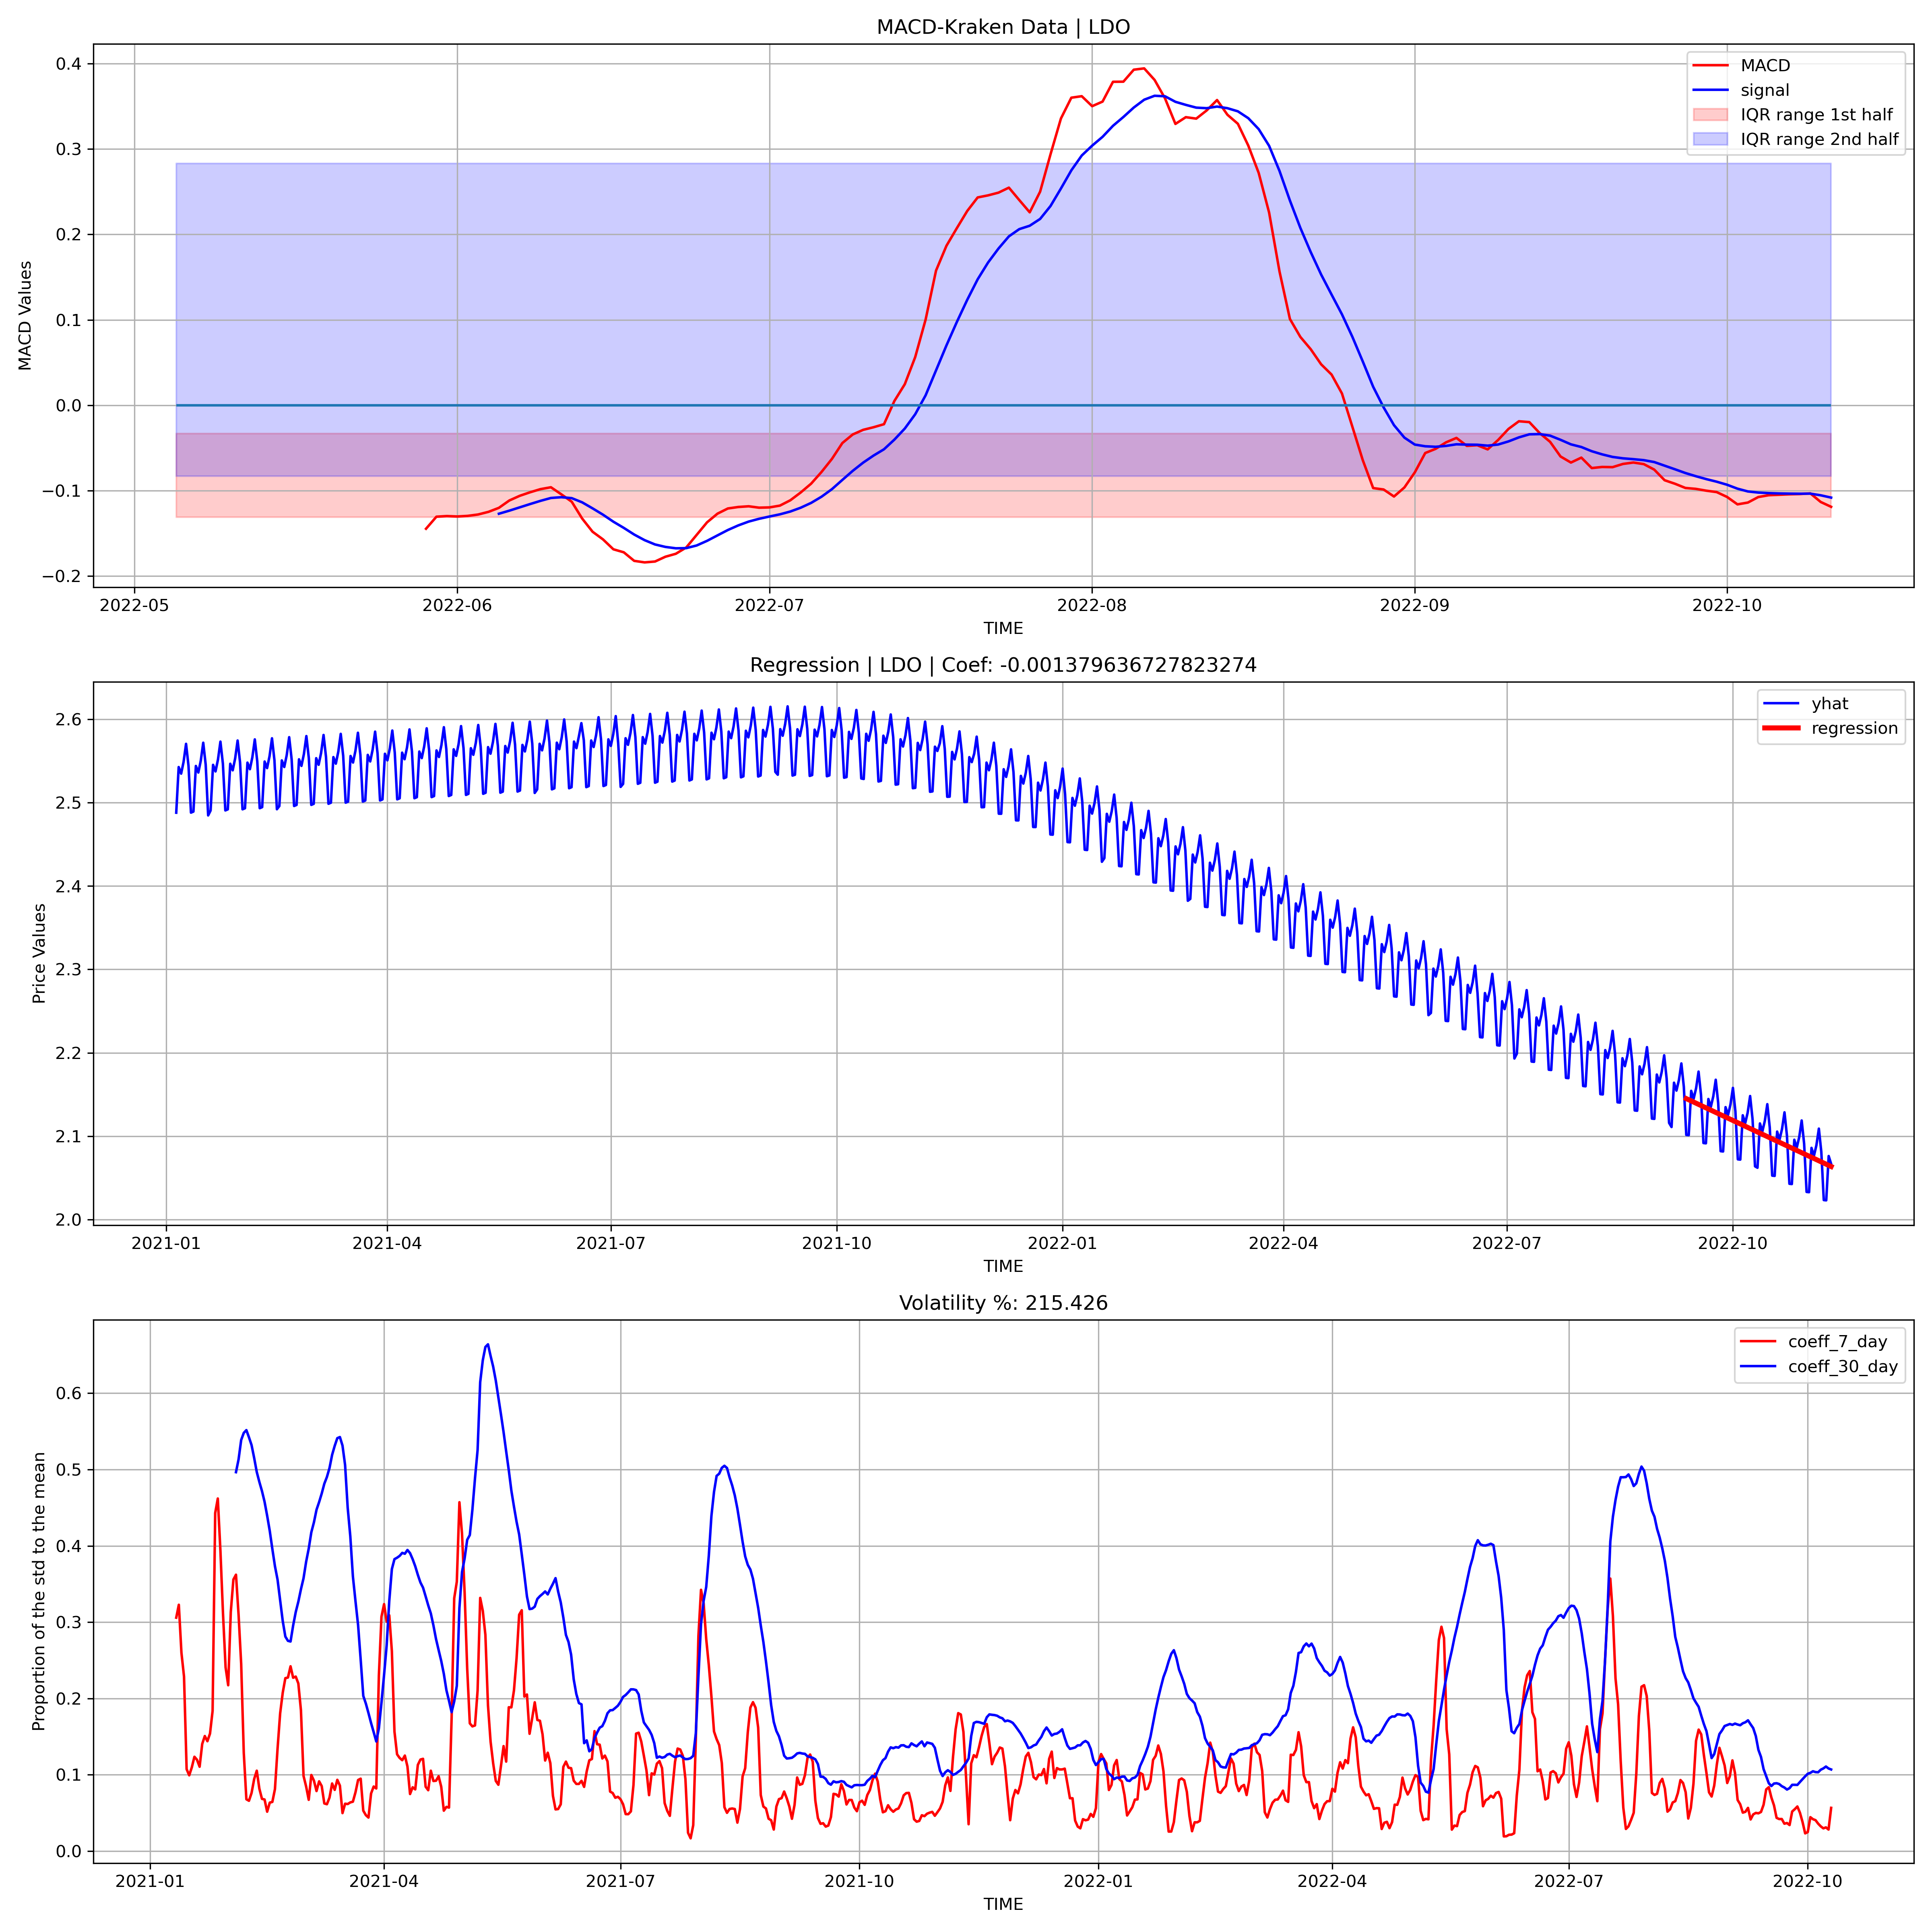 MACD-Kraken Data | LDO
MACD
signal
IQR range 1st half
IQR range 2nd half
0.4
0.3
0.2
0.1
0.0
−0.1
−0.2
MACD Values
2022-05 2022-06 2022-07 2022-08 2022-09 2022-10
TIME
Regression | LDO | Coef: -0.001379636727823274
yhat
regression
2.6
2.5
2.4
2.3
2.2
2.1
2.0
Price Values
2021-01 2021-04 2021-07 2021-10 2022-01 2022-04 2022-07 2022-10
TIME
Volatility %: 215.426
coeff_7_day
coeff_30_day
0.6
0.5
0.4
0.3
0.2
0.1
0.0
Proportion of the std to the mean
2021-01 2021-04 2021-07 2021-10 2022-01 2022-04 2022-07 2022-10
TIME